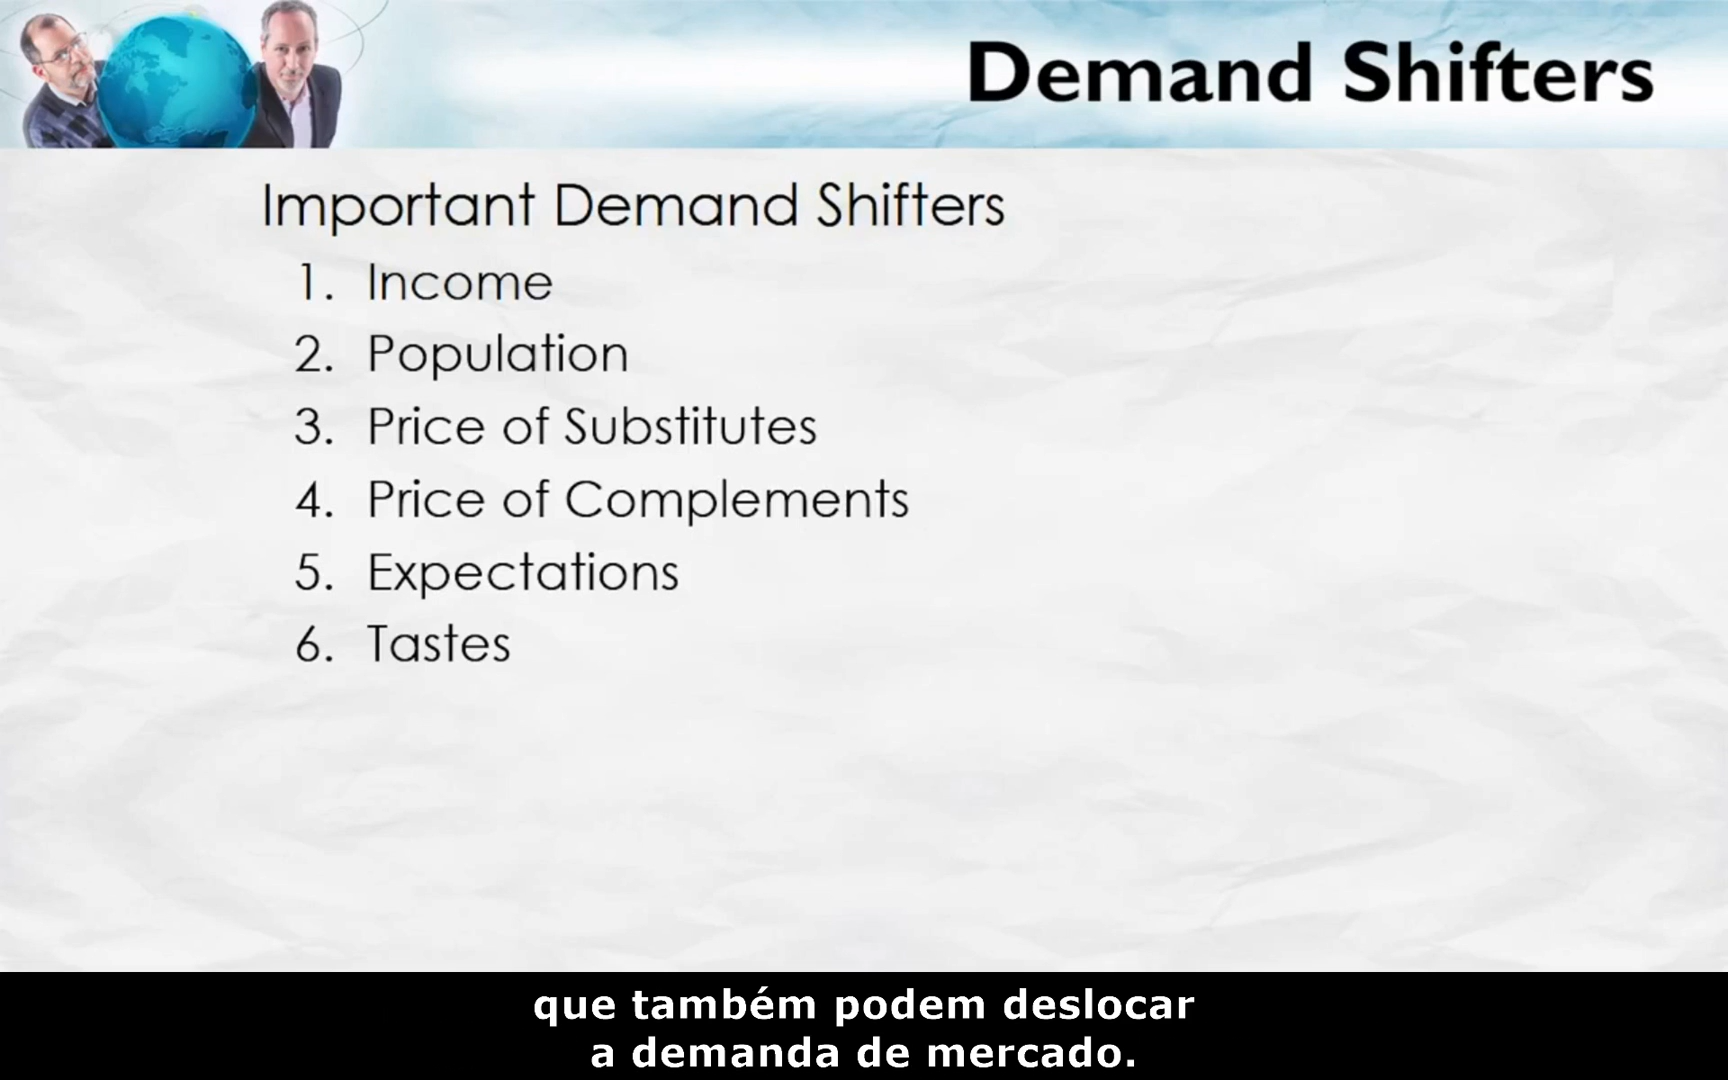 Demand Shifters
Important Demand Shifters
1. Income
2. Population
3. Price of Substitutes
4. Price of Complements
5. Expectations
6. Tastes
que também podem deslocar
a demanda de mercado.